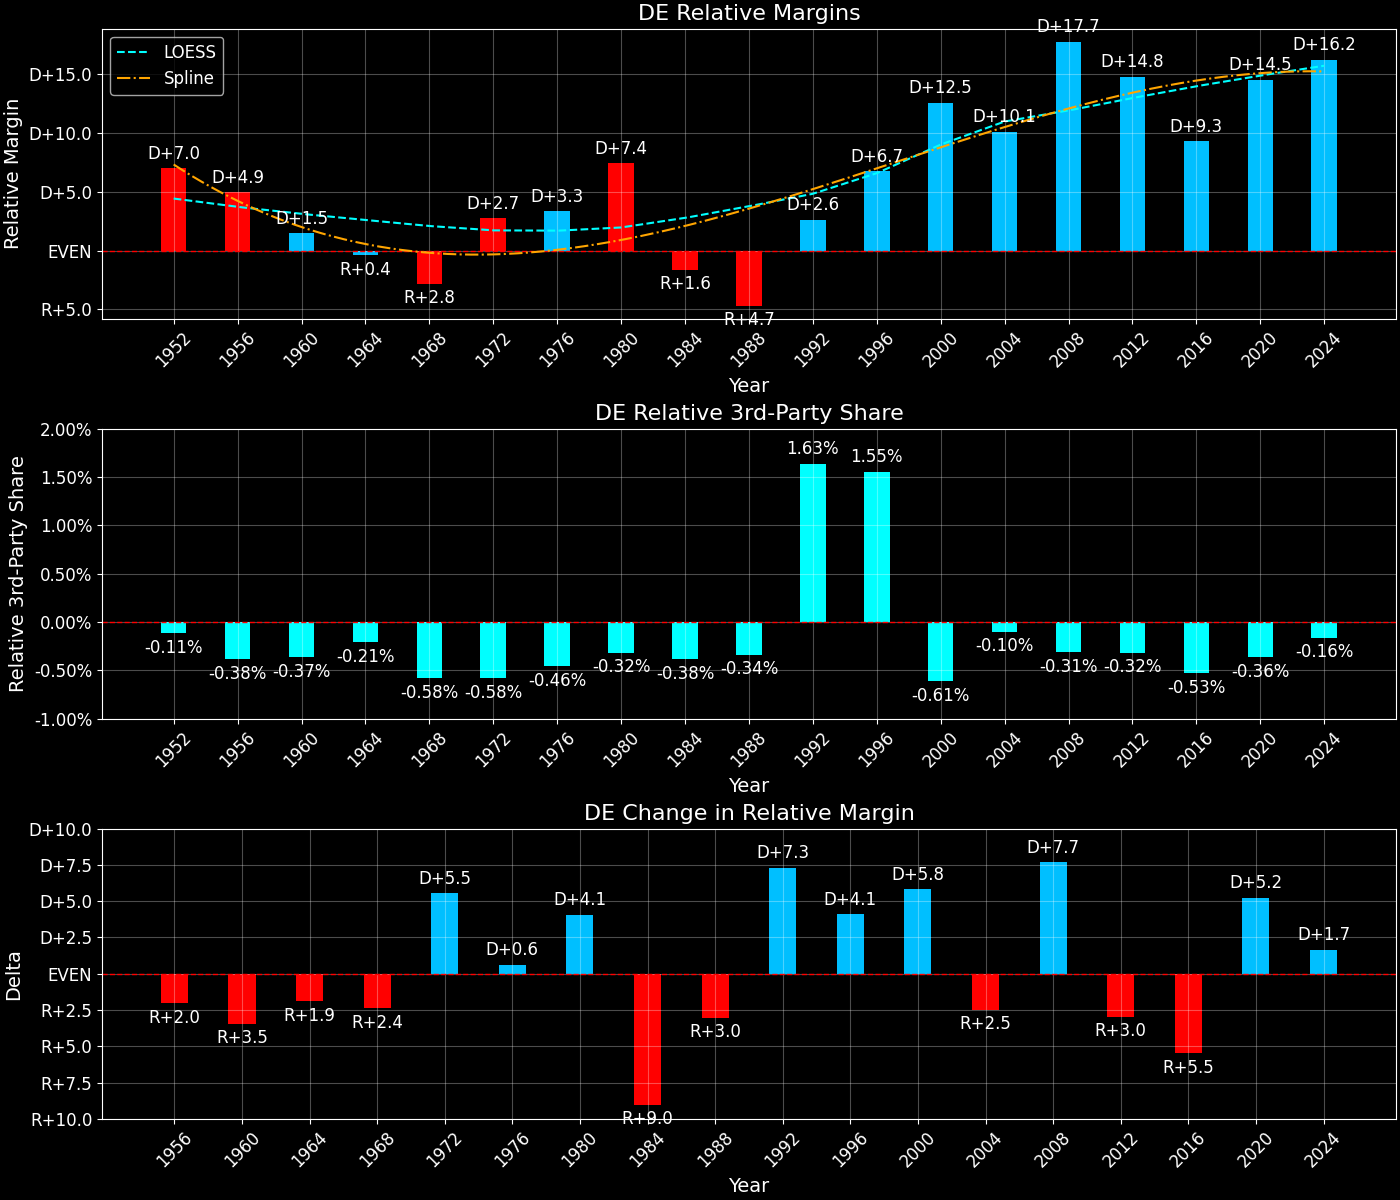 DE Relative Margins
LOESS
Spline
Relative Margin
D+15.0
D+10.0
D+5.0
EVEN
R+5.0
D+7.0
D+4.9
D+1.5
R+0.4
R+2.8
D+2.7
D+3.3
D+7.4
R+1.6
R+4.7
D+2.6
D+6.7
D+12.5
D+10.1
D+17.7
D+14.8
D+9.3
D+14.5
D+16.2
1952 1956 1960 1964 1968 1972 1976 1980 1984 1988 1992 1996 2000 2004 2008 2012 2016 2020 2024
Year
DE Relative 3rd-Party Share
Relative 3rd-Party Share
2.00%
1.50%
1.00%
0.50%
0.00%
-0.50%
-1.00%
-0.11%
-0.38%
-0.37%
-0.21%
-0.58%
-0.58%
-0.46%
-0.32%
-0.38%
-0.34%
1.63%
1.55%
-0.61%
-0.10%
-0.31%
-0.32%
-0.53%
-0.36%
-0.16%
1952 1956 1960 1964 1968 1972 1976 1980 1984 1988 1992 1996 2000 2004 2008 2012 2016 2020 2024
Year
DE Change in Relative Margin
Delta
D+10.0
D+7.5
D+5.0
D+2.5
EVEN
R+2.5
R+5.0
R+7.5
R+10.0
R+2.0
R+3.5
R+1.9
R+2.4
D+5.5
D+0.6
D+4.1
R+9.0
R+3.0
D+7.3
D+4.1
D+5.8
R+2.5
D+7.7
R+3.0
R+5.5
D+5.2
D+1.7
1956 1960 1964 1968 1972 1976 1980 1984 1988 1992 1996 2000 2004 2008 2012 2016 2020 2024
Year